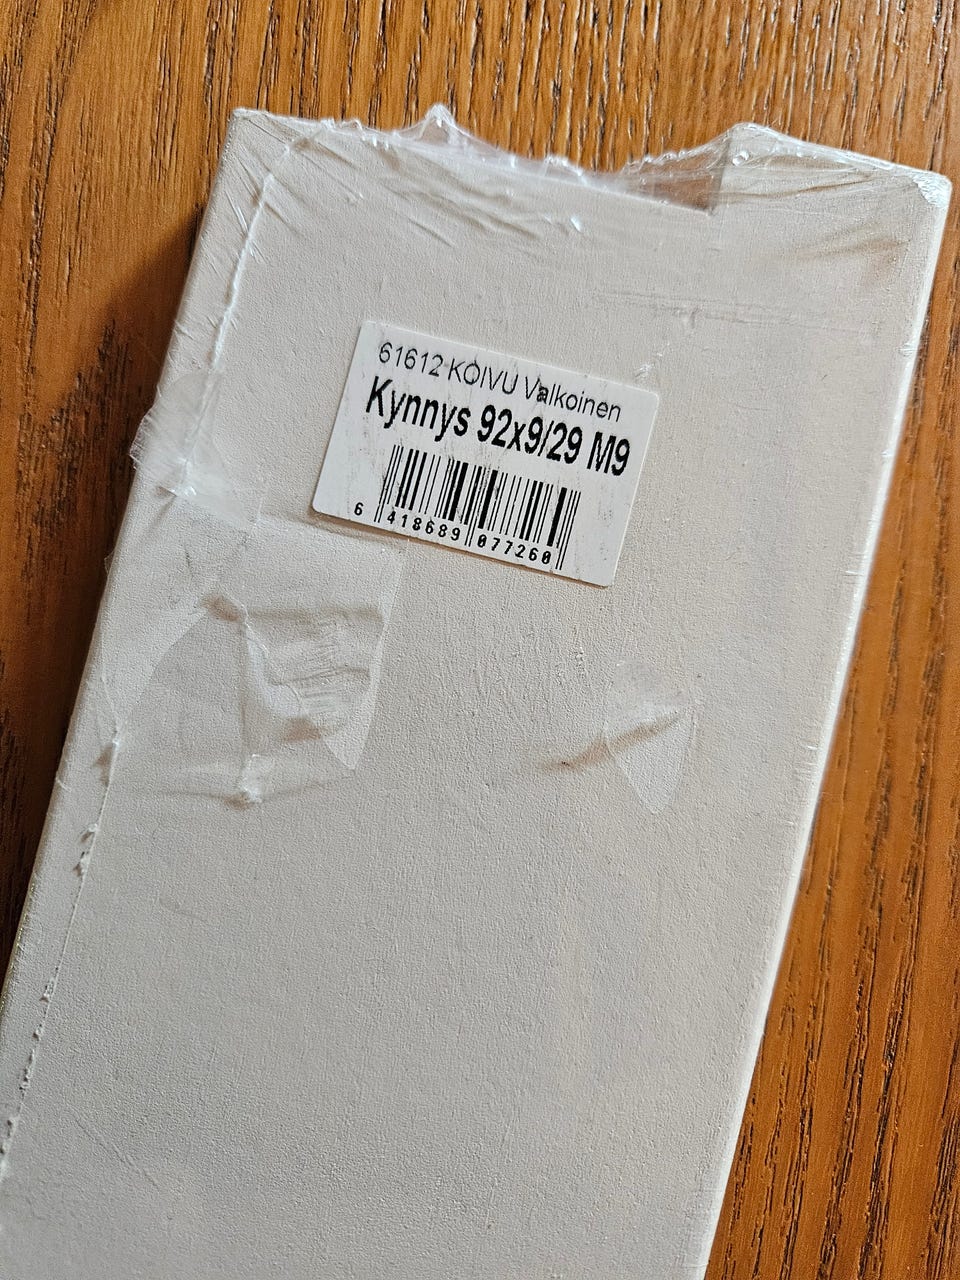 61612 KOIVU Valkoinen
Kynnys 92x9/29 M9
6 418689 077260